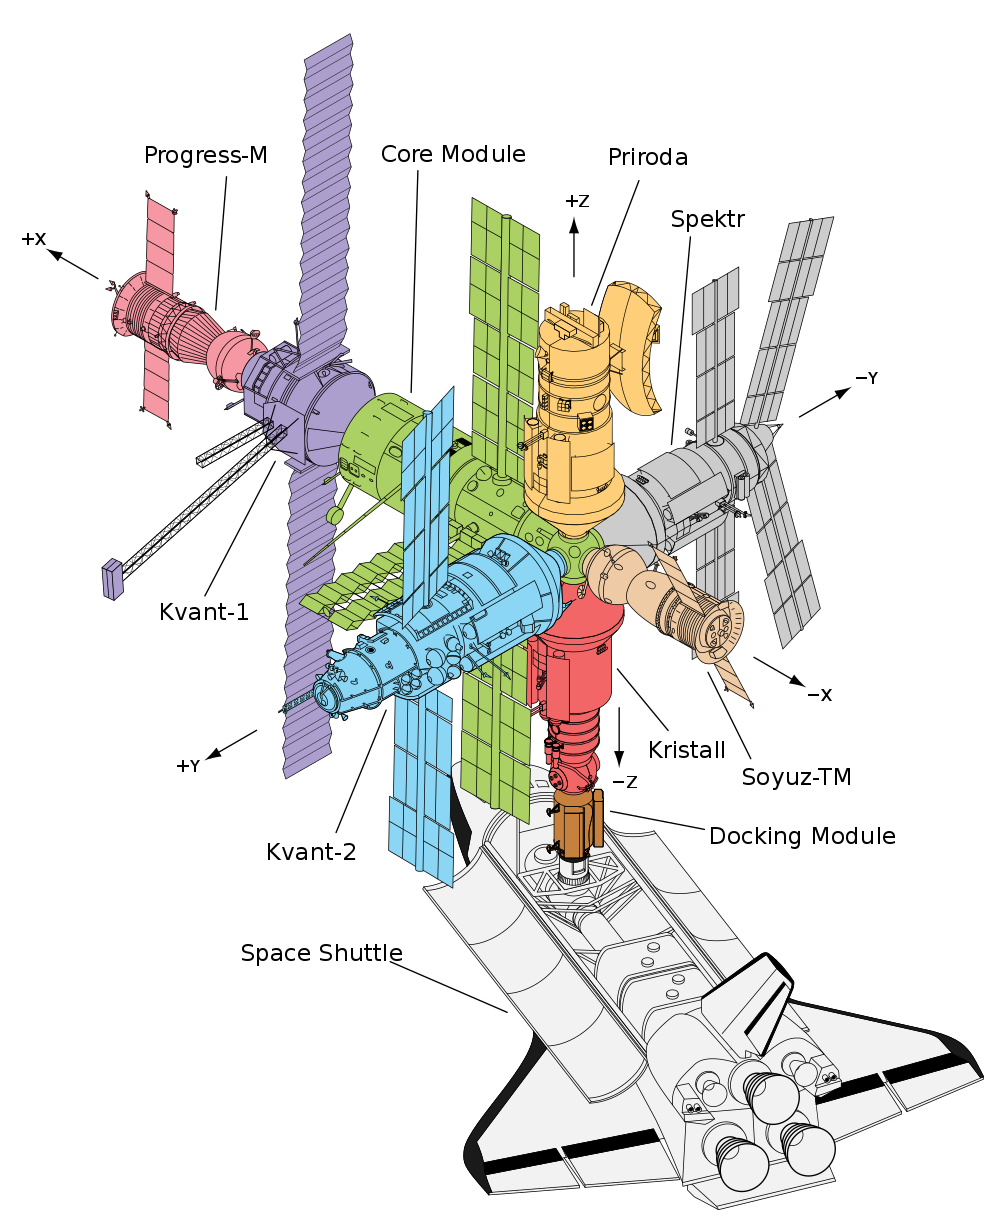 Progress-M
Core Module
Priroda
+Z
Spektr
+X
−Y
Kvant-1
−X
+Y
Kristall
−Z
Soyuz-TM
Docking Module
Kvant-2
Space Shuttle